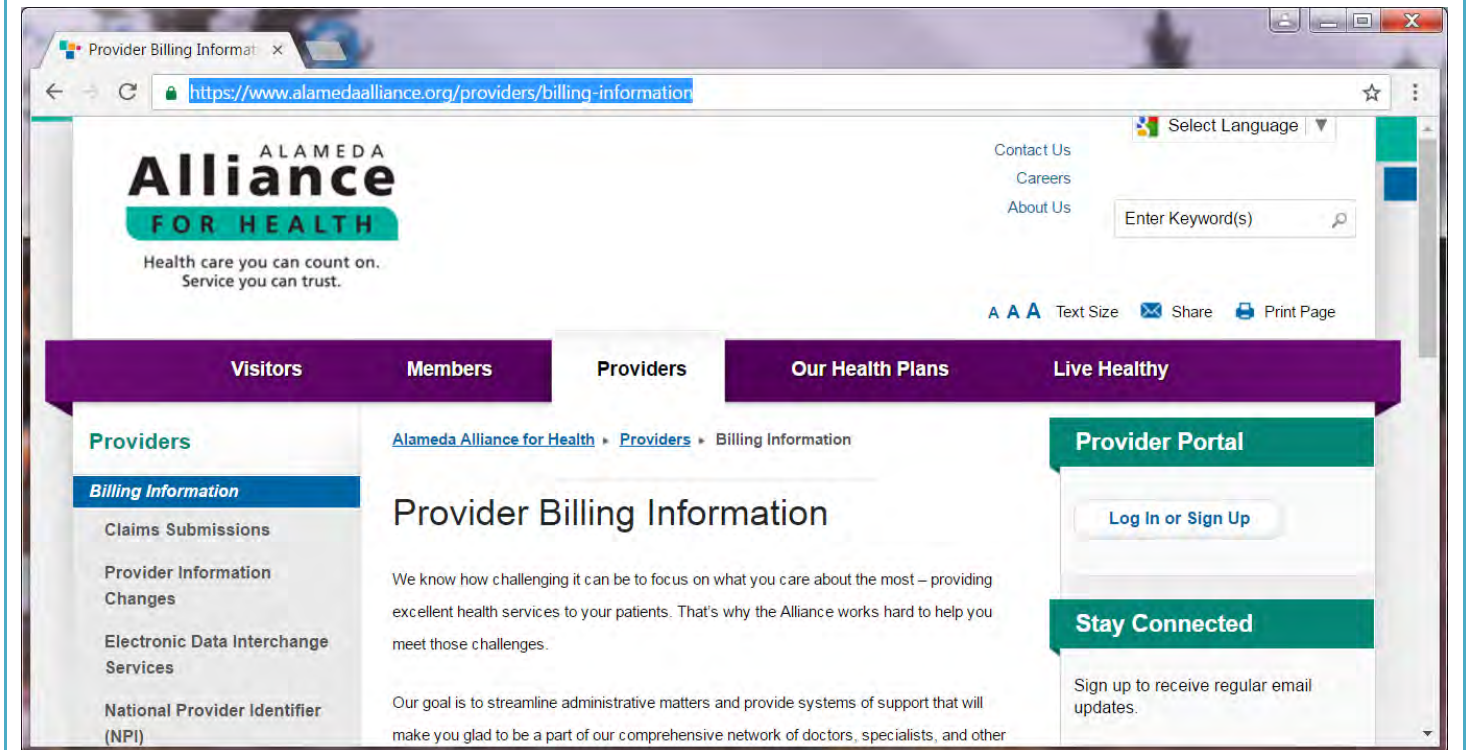 Provider Billing Informat
https://www.alamedaalliance.org/providers/billing-information
Select Language
ALAMEDA
Alliance
FOR HEALTH
Health care you can count on.
Service you can trust.
Contact Us
Careers
About Us
Enter Keyword(s)
A A A Text Size Share Print Page
Visitors Members Providers Our Health Plans Live Healthy
Providers
Billing Information
Claims Submissions
Provider Information
Changes
Electronic Data Interchange
Services
National Provider Identifier
(NPI)
Alameda Alliance for Health ▸ Providers ▸ Billing Information
Provider Billing Information
We know how challenging it can be to focus on what you care about the most – providing
excellent health services to your patients. That's why the Alliance works hard to help you
meet those challenges.
Our goal is to streamline administrative matters and provide systems of support that will
make you glad to be a part of our comprehensive network of doctors, specialists, and other
Provider Portal
Log In or Sign Up
Stay Connected
Sign up to receive regular email
updates.